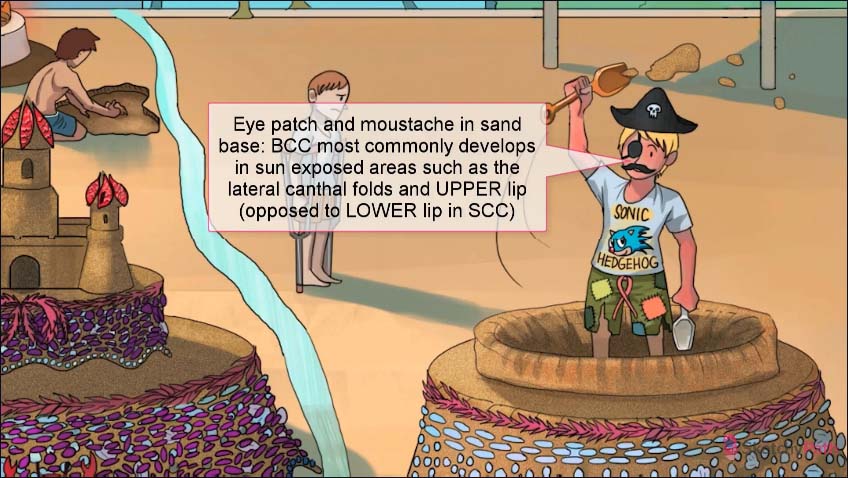 Eye patch and moustache in sand
base: BCC most commonly develops
in sun exposed areas such as the
lateral canthal folds and UPPER lip
(opposed to LOWER lip in SCC)
SONIC
HEDGEHOG